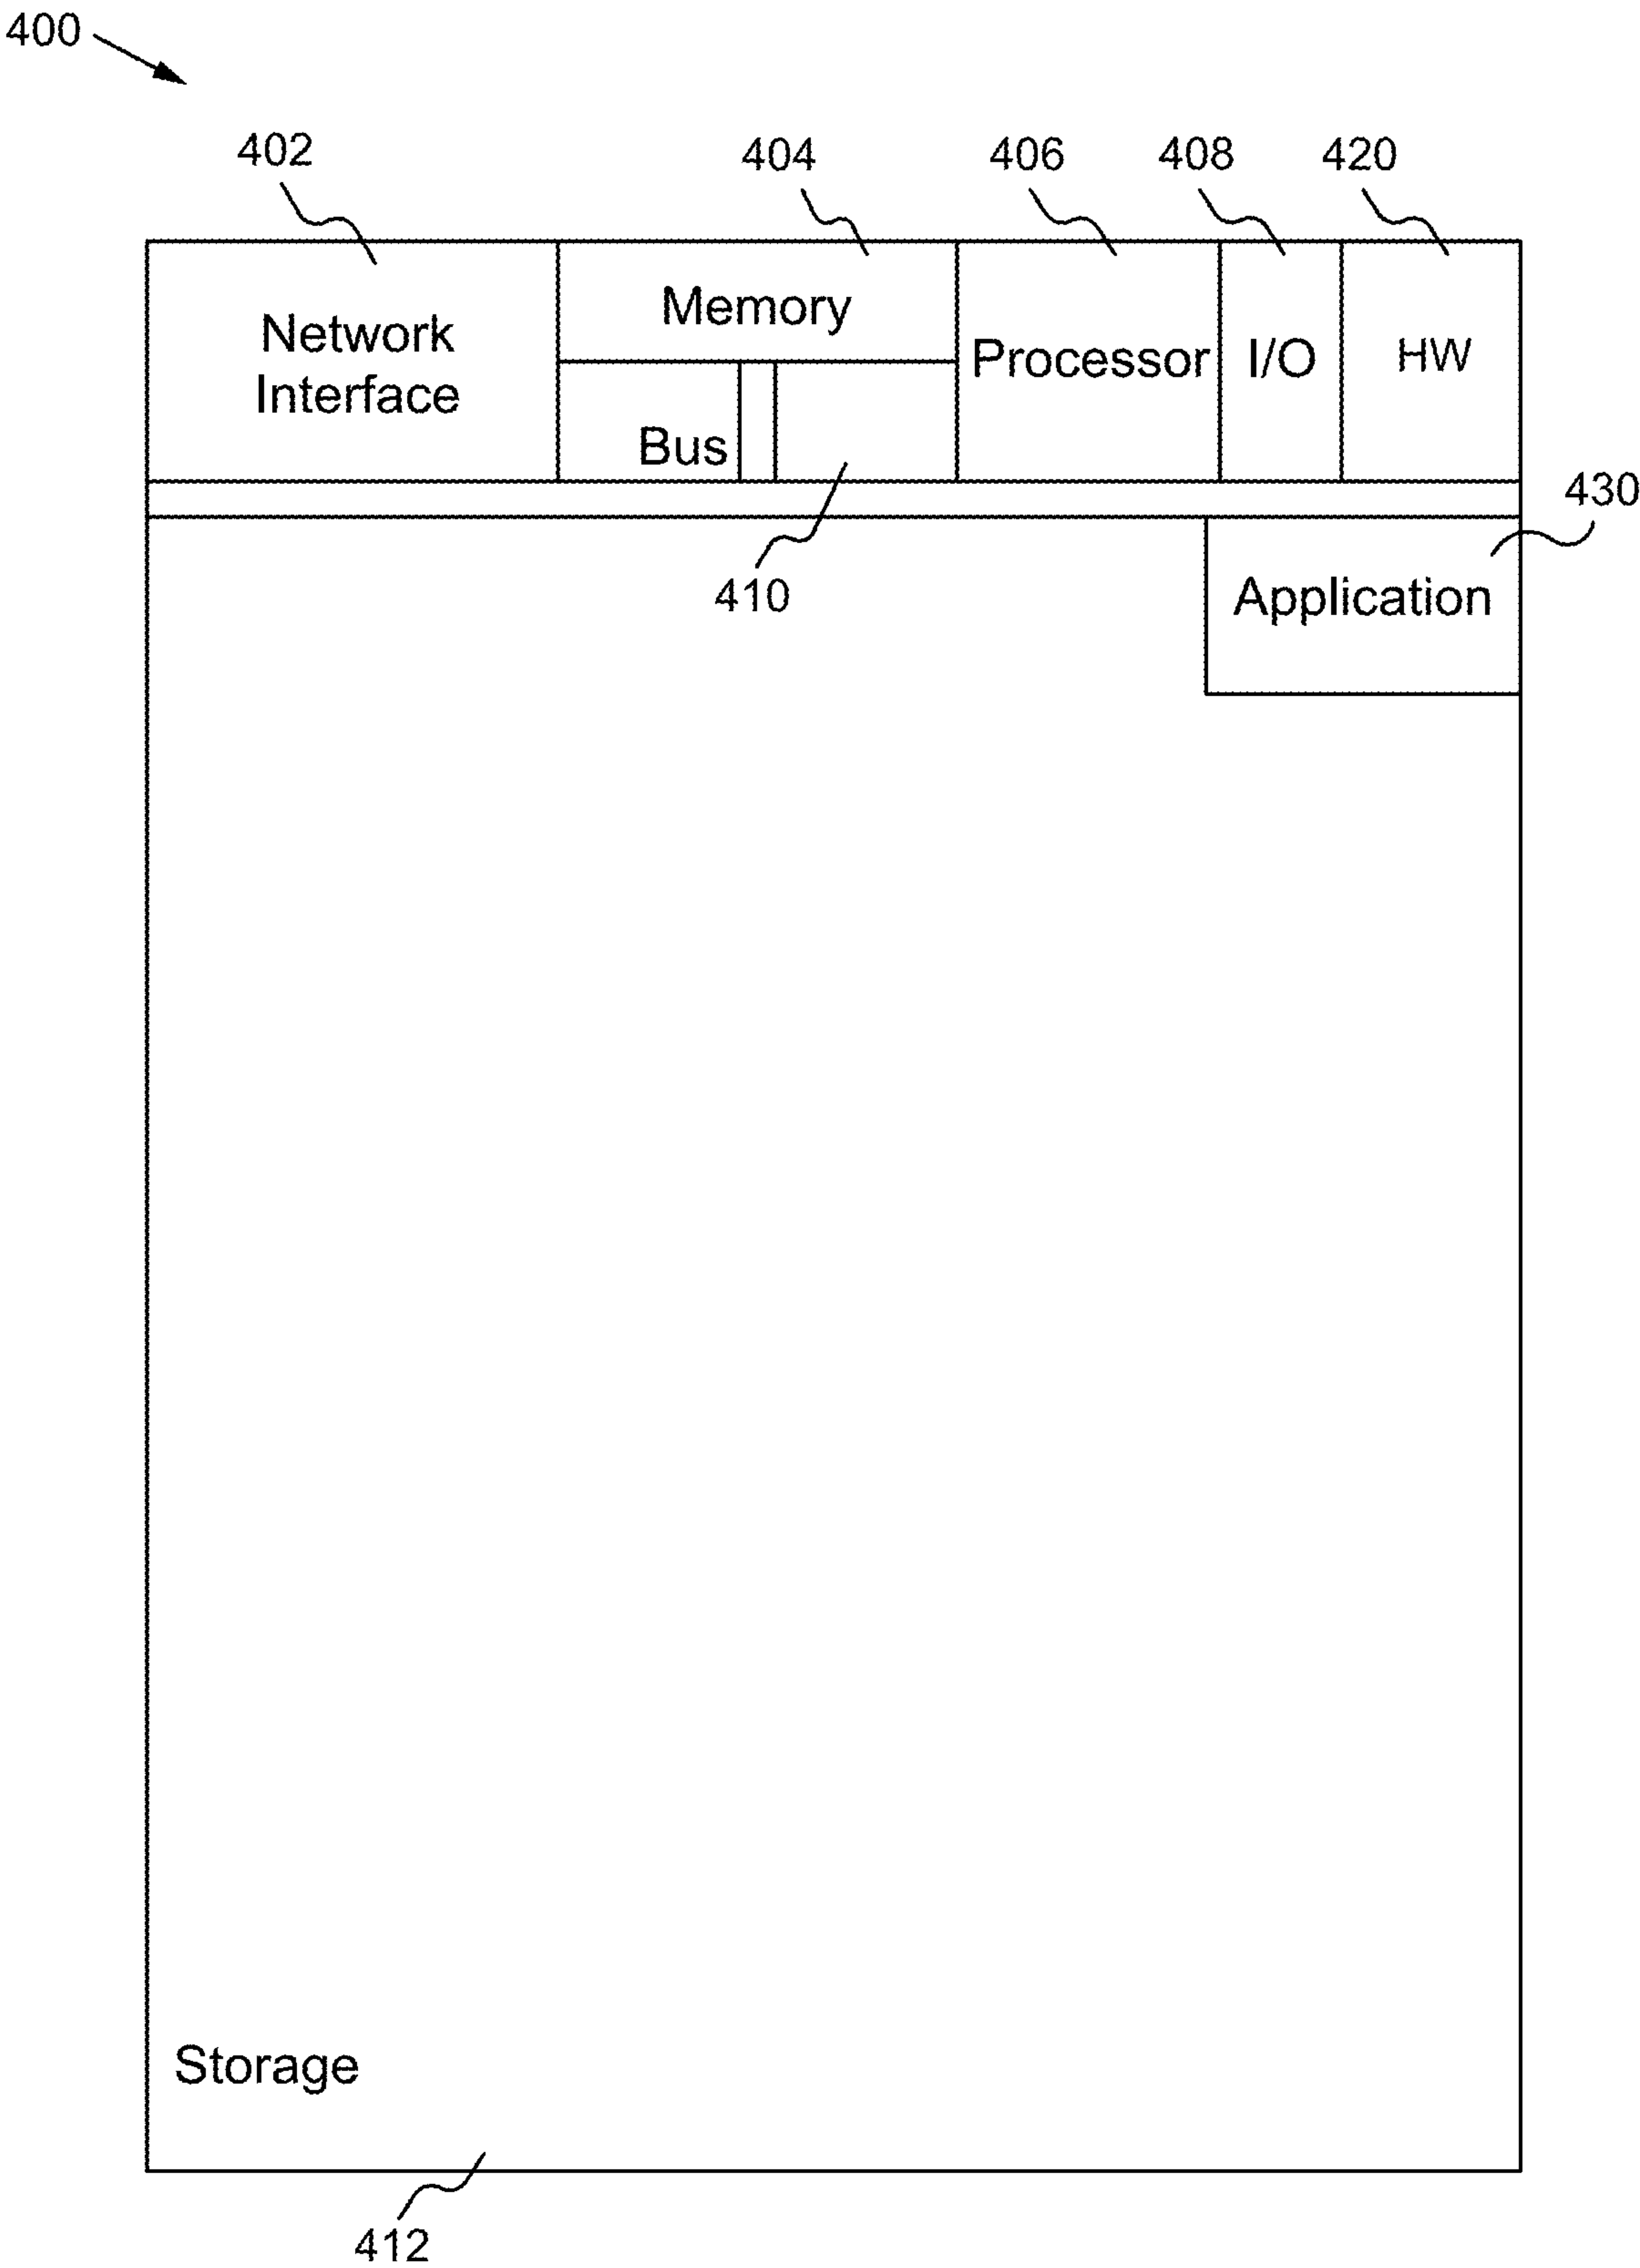 400
402
404
406
408
420
Network
Interface
Memory
Processor
I/O
HW
Bus
430
410
Application
Storage
412